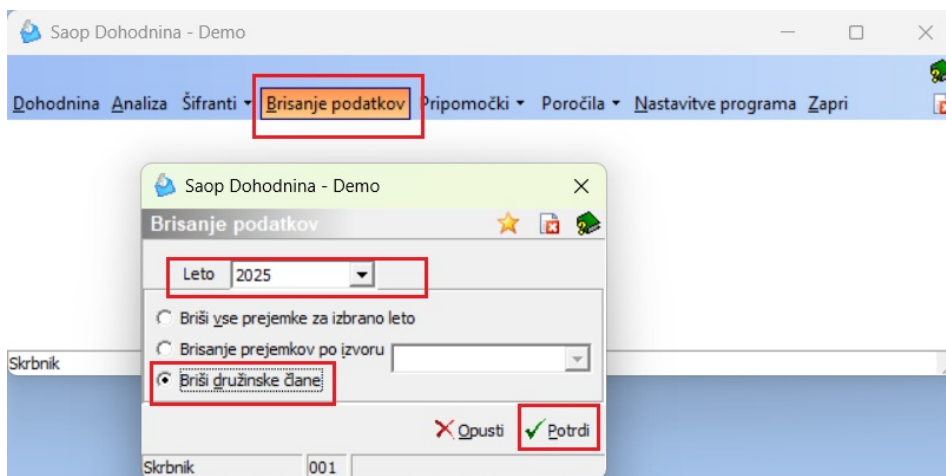 Saop Dohodnina - Demo
Dohodnina Analiza Šifranti Brisanje podatkov Pripomočki Poročila Nastavitve programa Zapri
Saop Dohodnina - Demo
Brisanje podatkov
Leto 2025
Briši vse prejemke za izbrano leto
Brisanje prejemkov po izvoru
Briši družinske člane
Opusti Potrdi
Skrbnik 001
Skrbnik